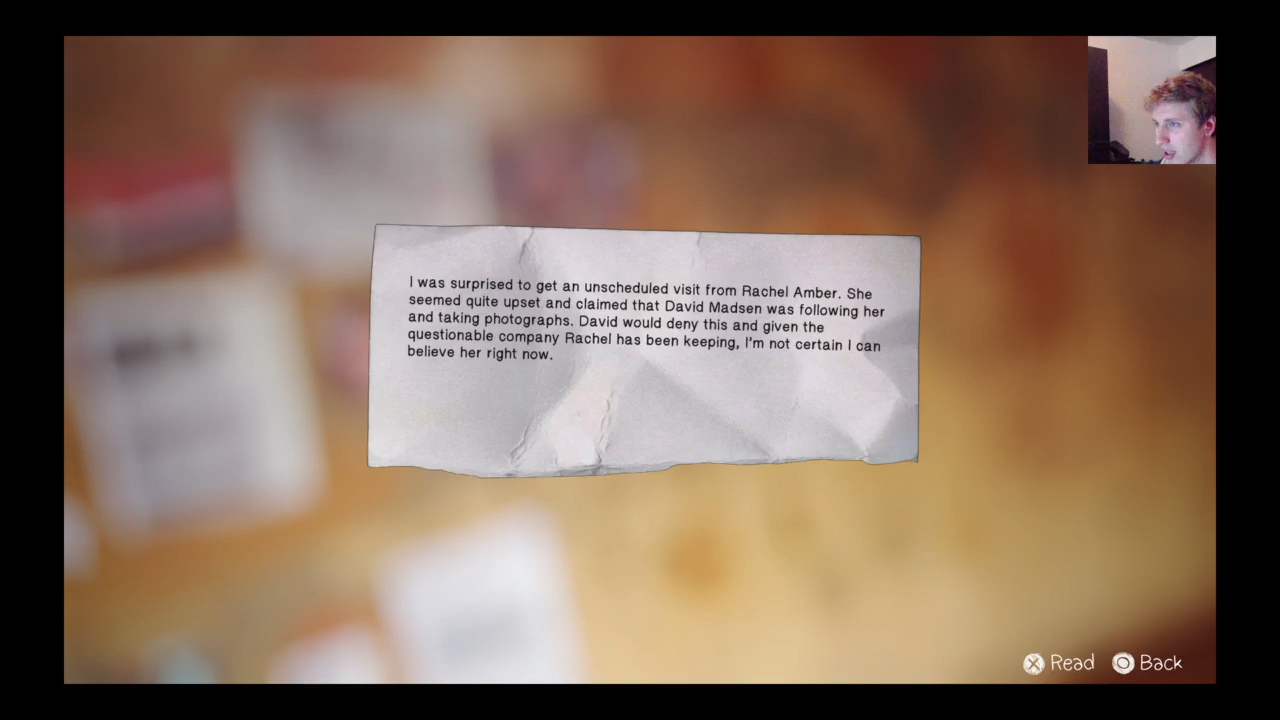 I was surprised to get an unscheduled visit from Rachel Amber. She
seemed quite upset and claimed that David Madsen was following her
and taking photographs. David would deny this and given the
questionable company Rachel has been keeping, I'm not certain I can
believe her right now.
Read Back